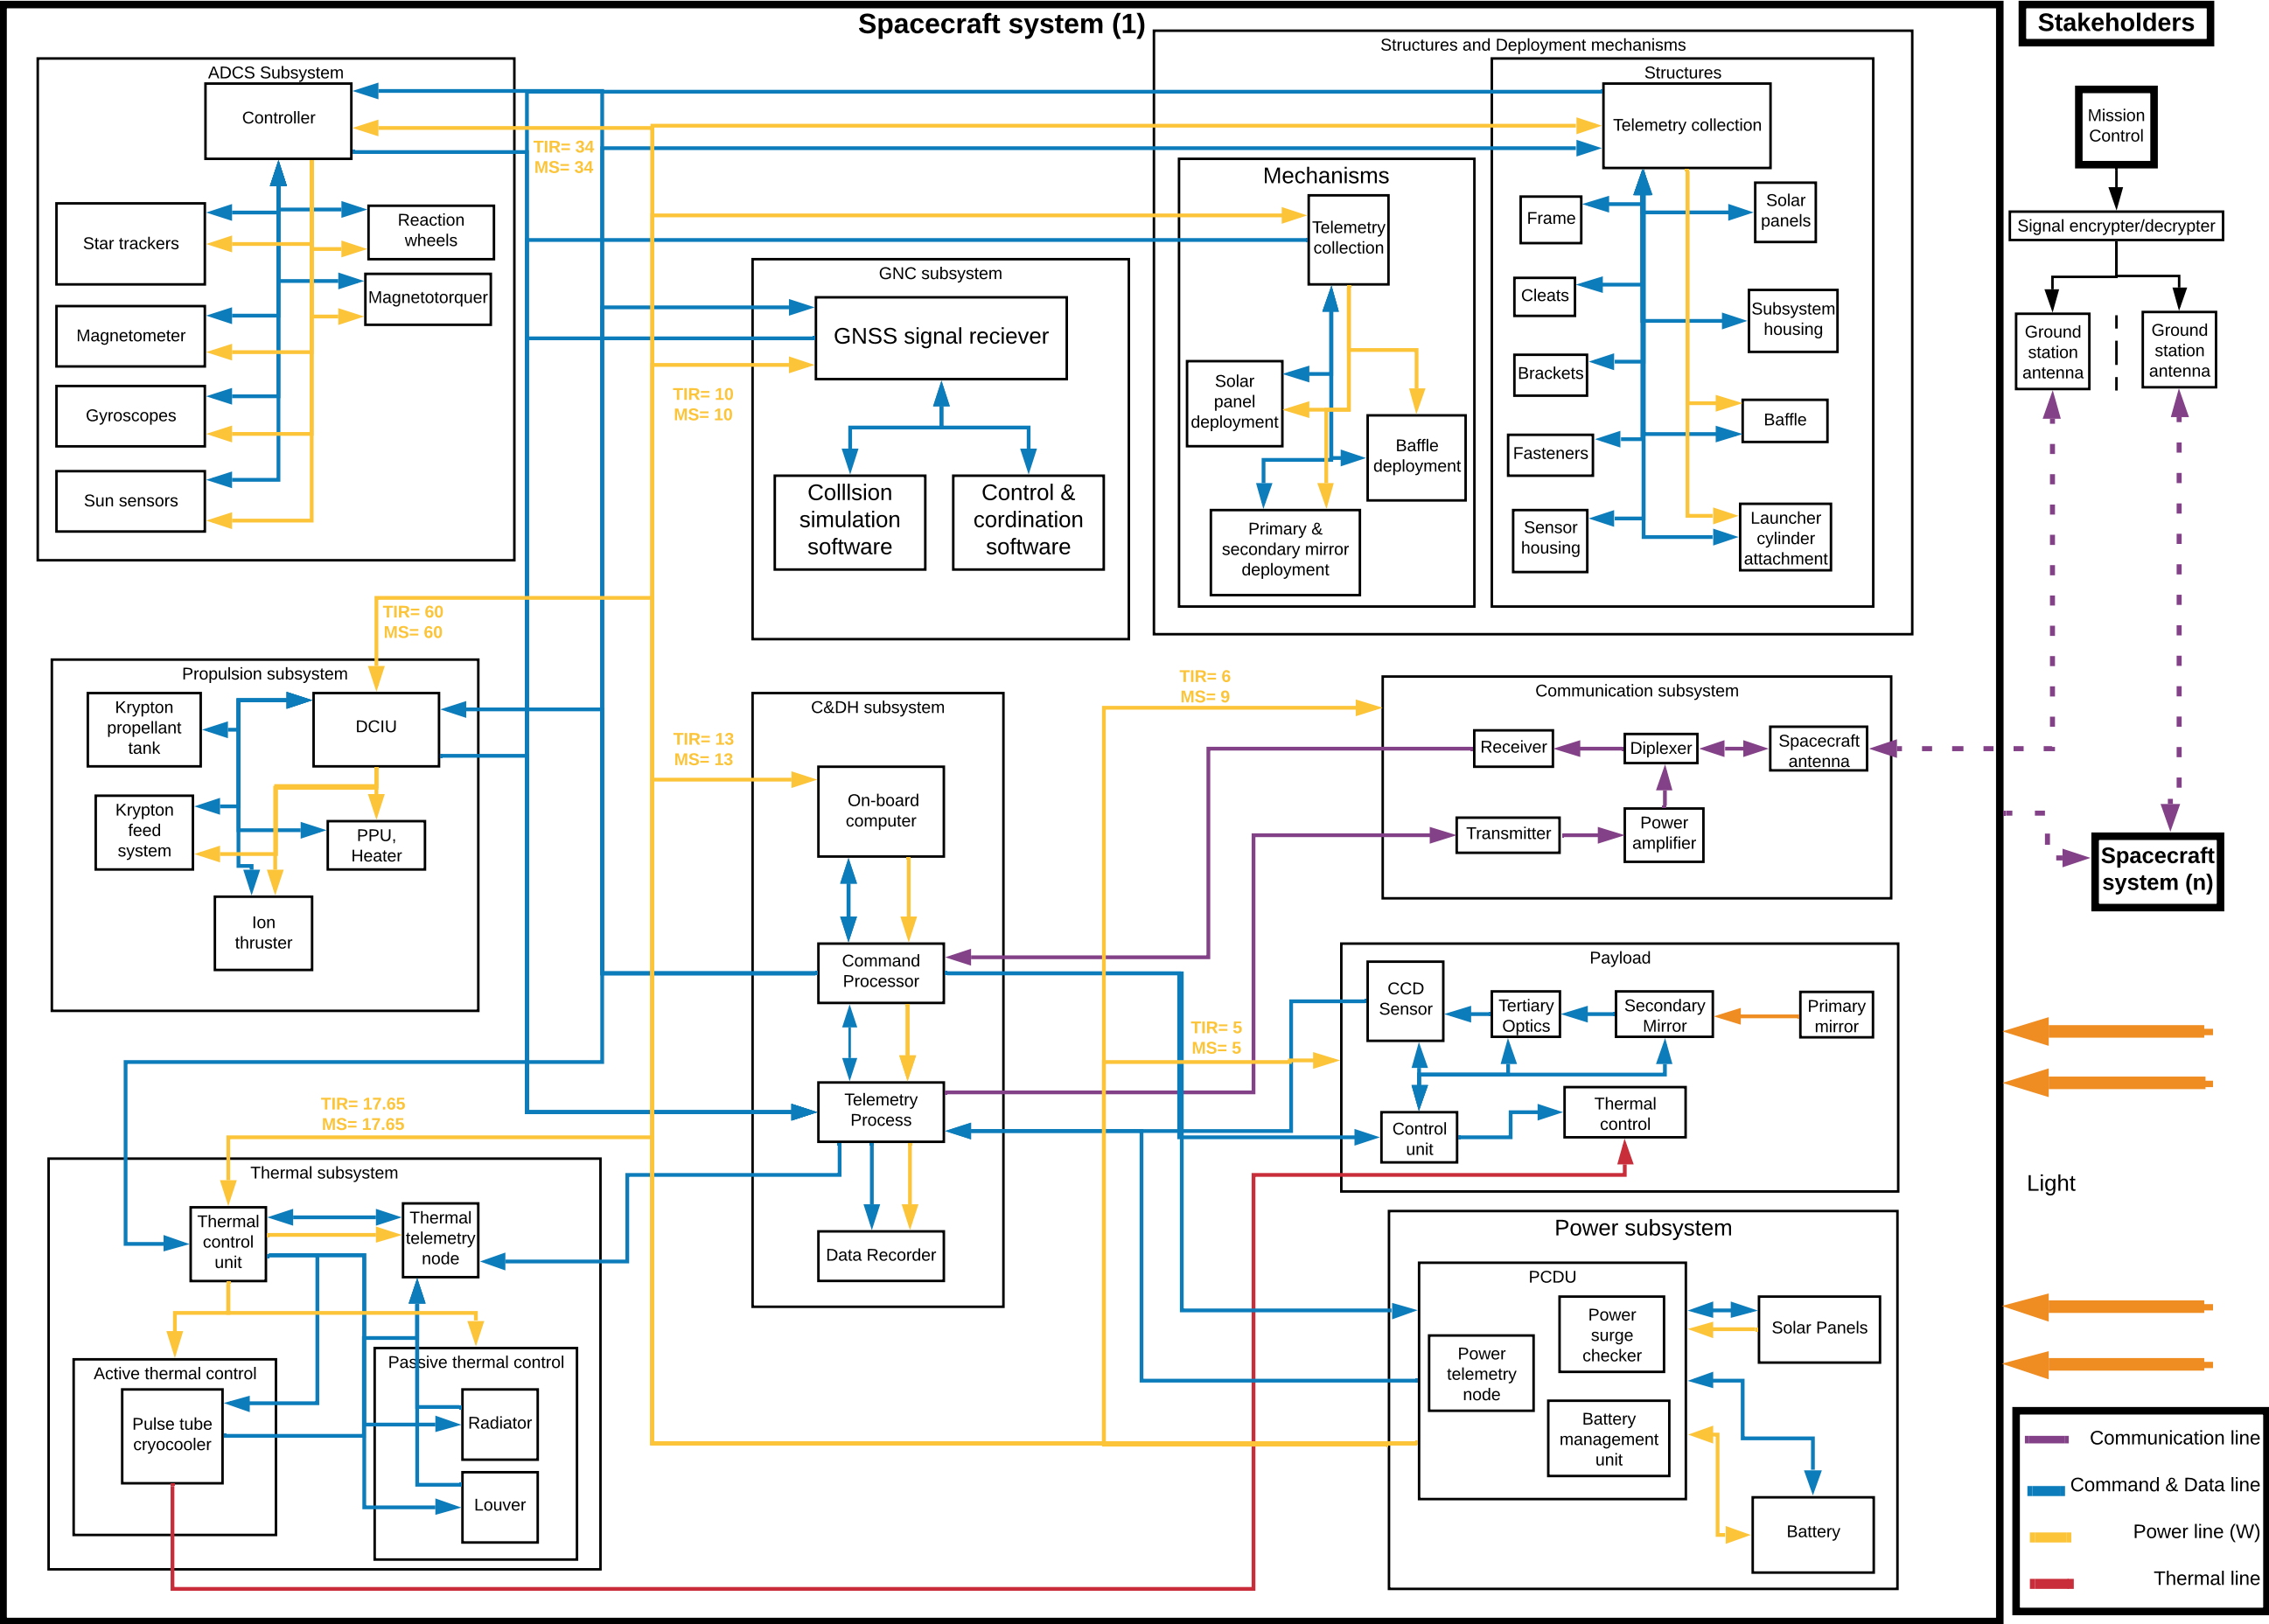 Spacecraft system (1)
Stakeholders
Structures and Deployment mechanisms
ADCS Subsystem
Controller
TIR= 34
MS= 34
Star trackers
Reaction
wheels
Magnetotorquer
Magnetometer
Gyroscopes
Sun sensors
GNC subsystem
GNSS signal reciever
TIR= 10
MS= 10
Colllsion
simulation
software
Control &
cordination
software
Mechanisms
Telemetry
collection
Solar
panel
deployment
Baffle
deployment
Primary &
secondary mirror
deployment
Structures
Telemetry collection
Frame
Solar
panels
Cleats
Subsystem
housing
Brackets
Baffle
Fasteners
Sensor
housing
Launcher
cylinder
attachment
Mission
Control
Signal encrypter/decrypter
Ground
station
antenna
Ground
station
antenna
TIR= 60
MS= 60
Propulsion subsystem
Krypton
propellant
tank
DCIU
Krypton
feed
system
PPU,
Heater
Ion
thruster
C&DH subsystem
TIR= 13
MS= 13
On-board
computer
Command
Processor
Telemetry
Process
Data Recorder
TIR= 6
MS= 9
Communication subsystem
Receiver
Diplexer
Spacecraft
antenna
Transmitter
Power
amplifier
Spacecraft
system (n)
TIR= 5
MS= 5
Payload
CCD
Sensor
Tertiary
Optics
Secondary
Mirror
Primary
mirror
Control
unit
Thermal
control
Light
TIR= 17.65
MS= 17.65
Thermal subsystem
Thermal
control
unit
Thermal
telemetry
node
Active thermal control
Pulse tube
cryocooler
Passive thermal control
Radiator
Louver
Power subsystem
PCDU
Power
surge
checker
Power
telemetry
node
Battery
management
unit
Solar Panels
Battery
Communication line
Command & Data line
Power line (W)
Thermal line